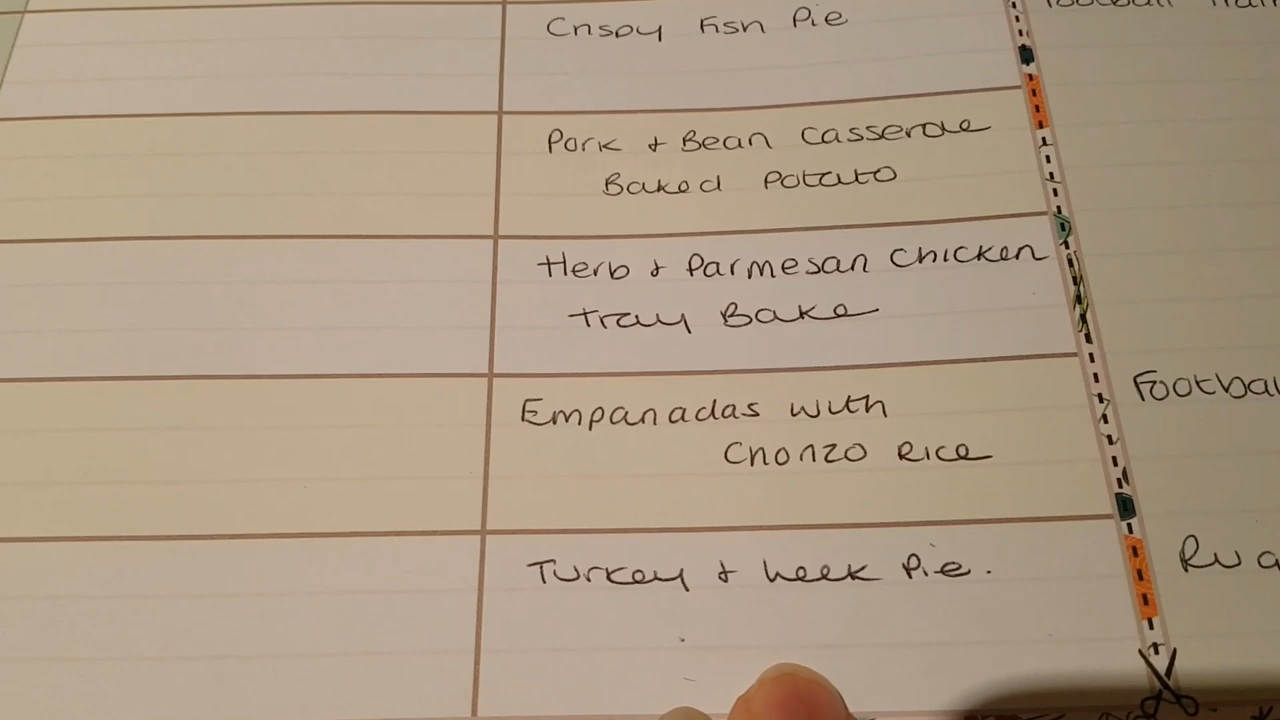 Crispy Fish Pie
Football
Pork + Bean Casserole
Baked Potato
Herb + Parmesan Chicken
Tray Bake
Empanadas with
Chorizo Rice
Footba
Turkey + Leek Pie.